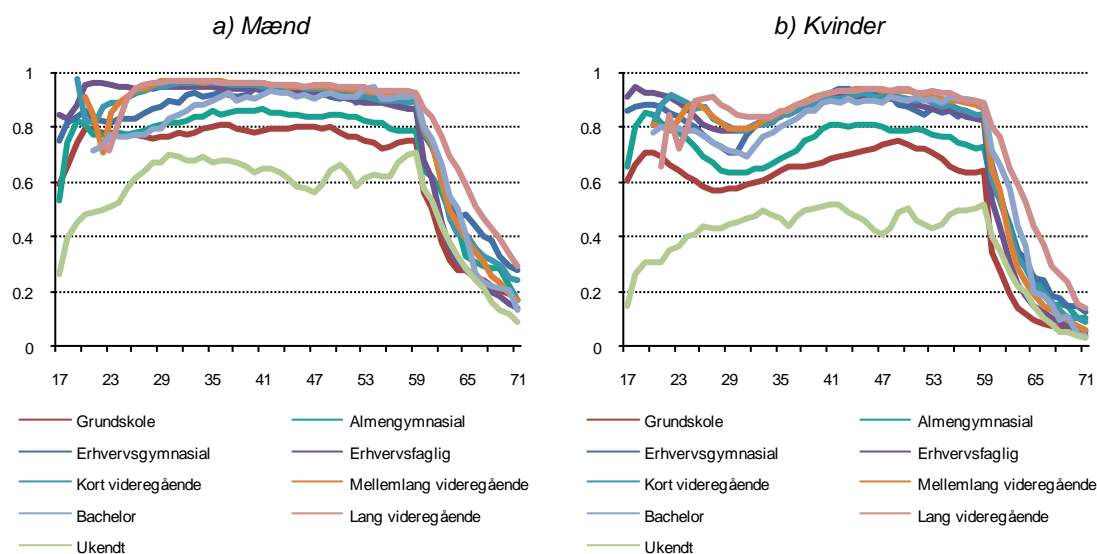 a) Mænd
1
0.8
0.6
0.4
0.2
0
17 23 29 35 41 47 53 59 65 71
Grundskole Almengymnasial
Erhvervsgymnasial Erhvervsfaglig
Kort videregående Mellemlang videregående
Bachelor Lang videregående
Ukendt
b) Kvinder
1
0.8
0.6
0.4
0.2
0
17 23 29 35 41 47 53 59 65 71
Grundskole Almengymnasial
Erhvervsgymnasial Erhvervsfaglig
Kort videregående Mellemlang videregående
Bachelor Lang videregående
Ukendt